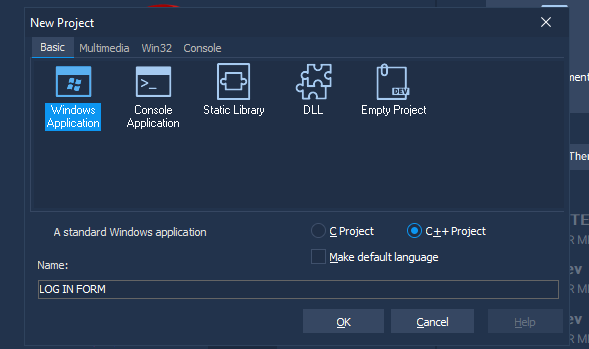 New Project
Basic Multimedia Win32 Console
Windows Application
Console Application
Static Library
DLL
DEV
Empty Project
A standard Windows application
C Project
C++ Project
Make default language
Name:
LOG IN FORM
OK Cancel Help